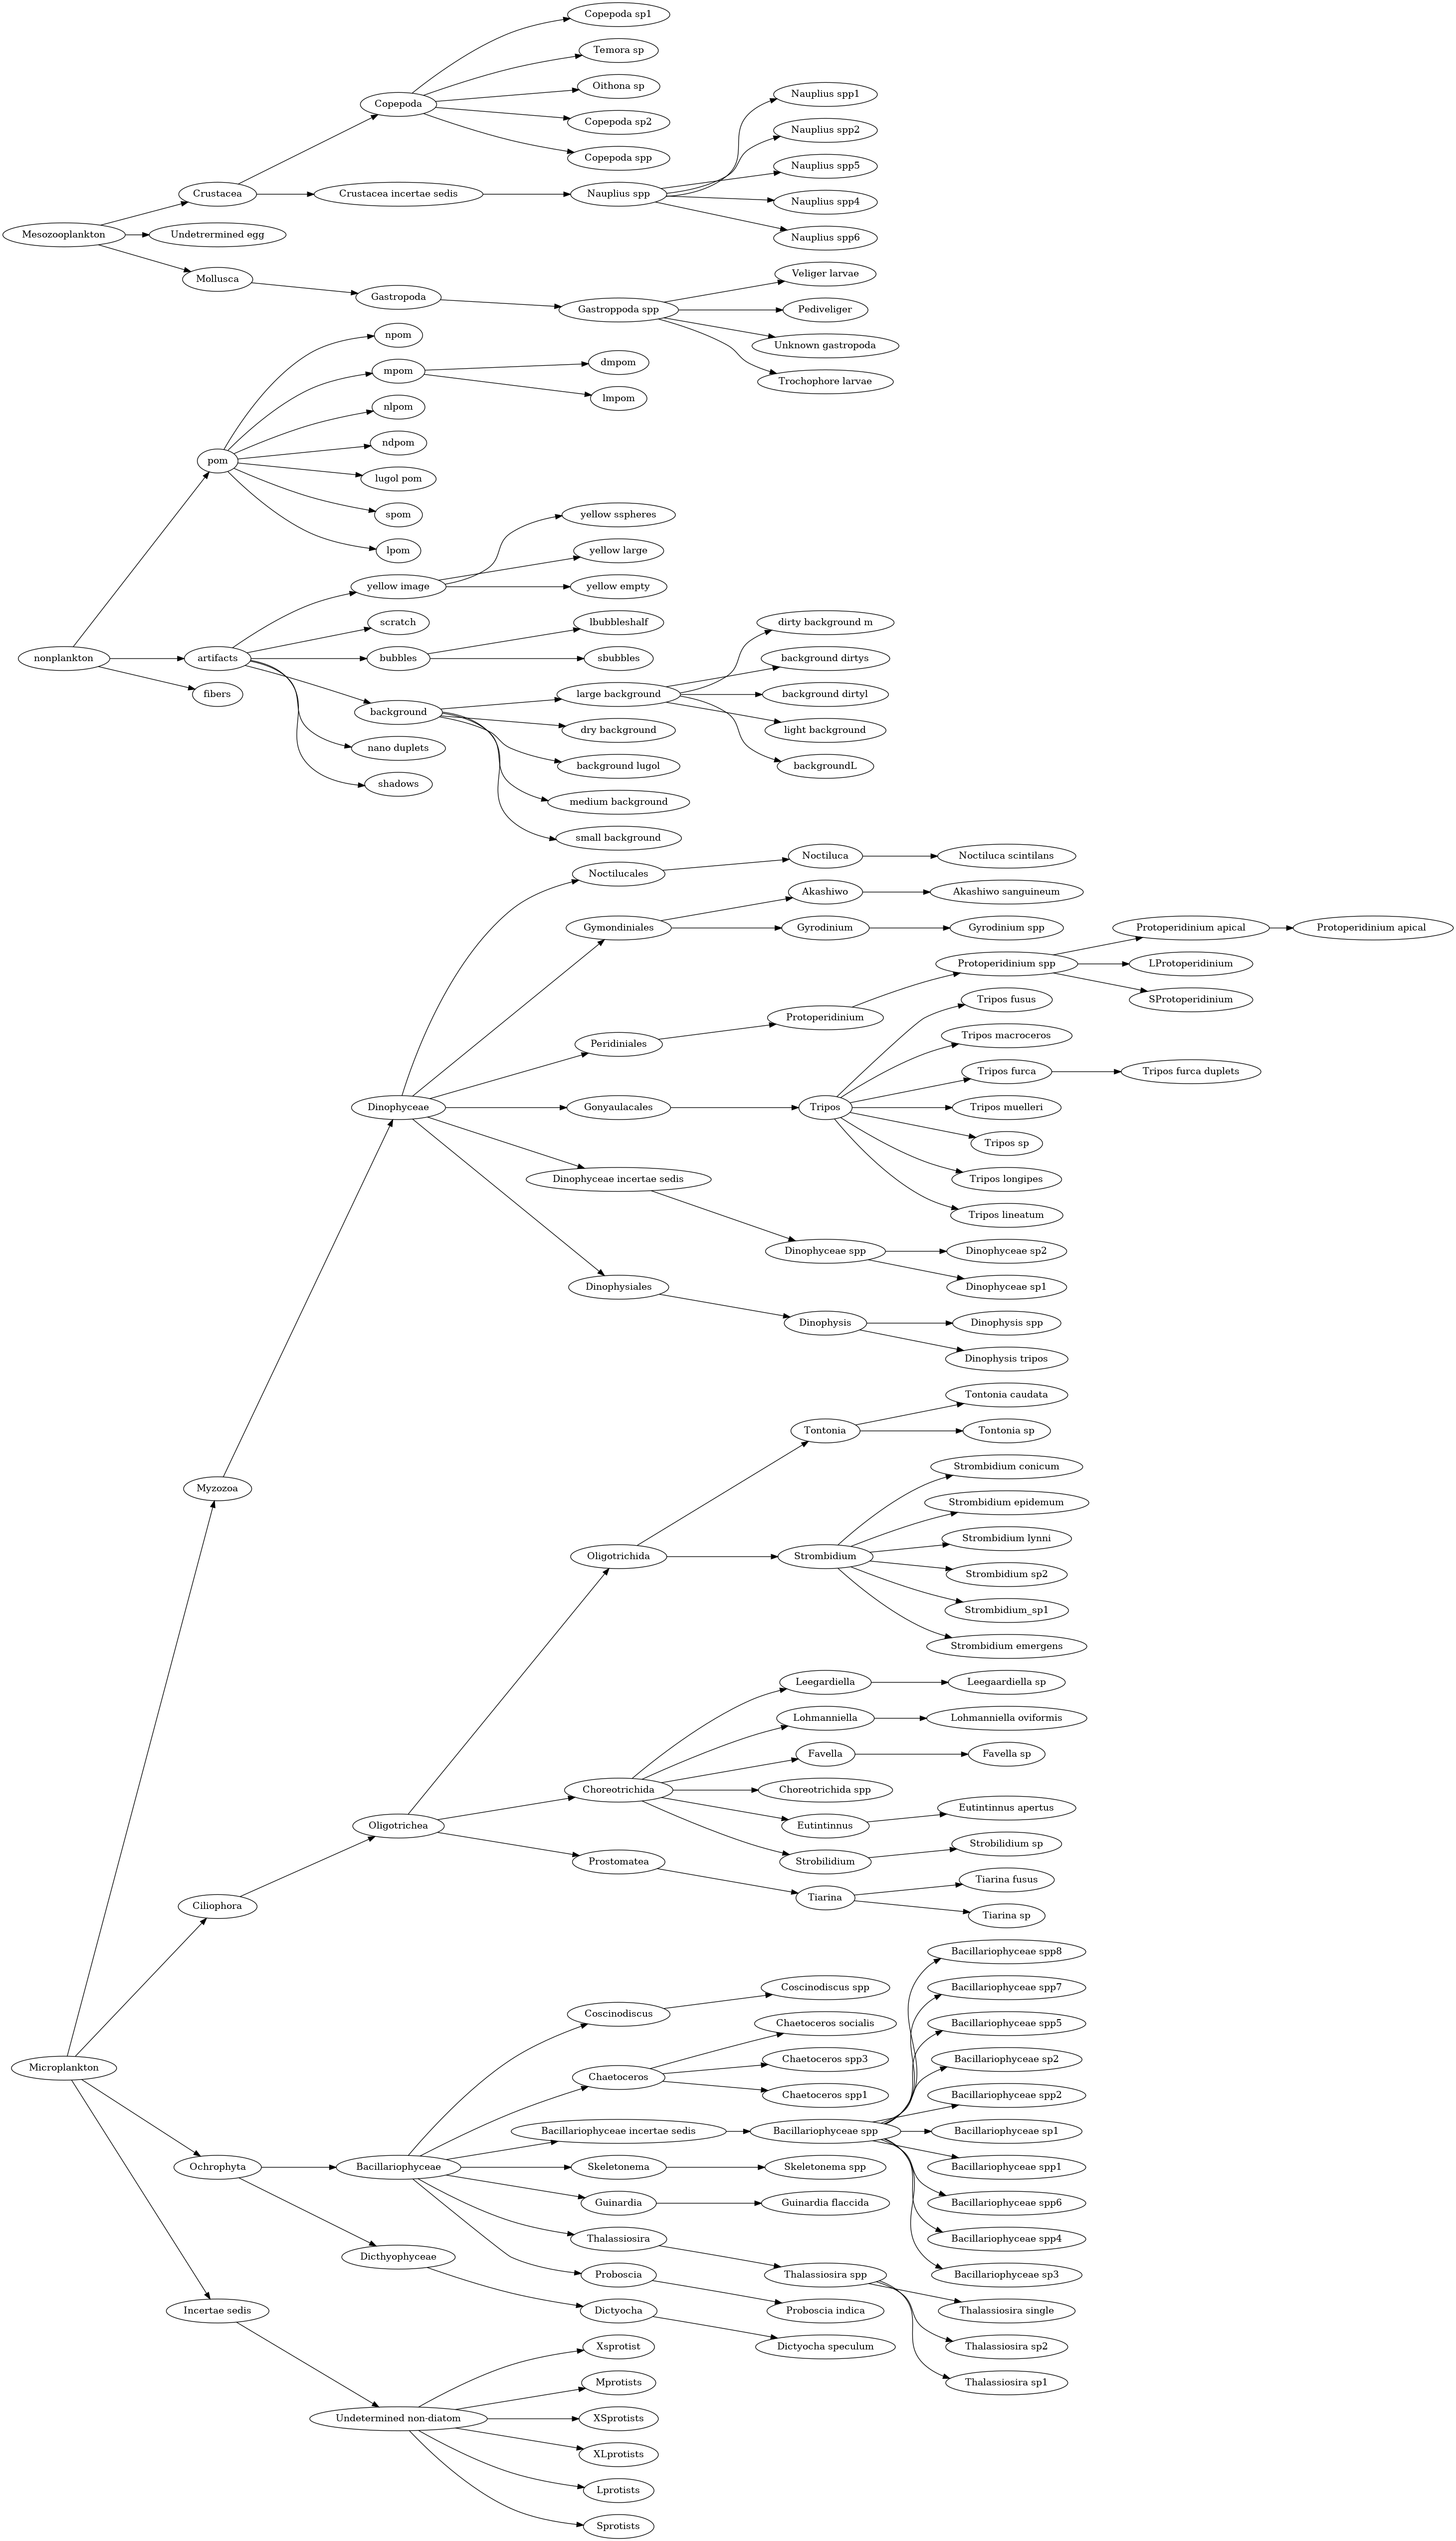 Copepoda sp1
Temora sp
Oithona sp
Copepoda
Copepoda sp2
Copepoda spp
Nauplius spp1
Nauplius spp2
Nauplius spp5
Crustacea
Crustacea incertae sedis
Nauplius spp
Nauplius spp4
Nauplius spp6
Mesozooplankton
Undetrermined egg
Mollusca
Gastropoda
Gastroppoda spp
Veliger larvae
Pediveliger
Unknown gastropoda
Trochophore larvae
npom
mpom
dmpom
lmpom
nlpom
ndpom
pom
lugol pom
spom
lpom
yellow sspheres
yellow large
yellow image
yellow empty
scratch
lbubbleshalf
dirty background m
nonplankton
artifacts
bubbles
sbubbles
background dirtys
fibers
large background
background dirtyl
background
dry background
light background
nano duplets
background lugol
backgroundL
shadows
medium background
small background
Noctilucales
Noctiluca
Noctiluca scintilans
Akashiwo
Akashiwo sanguineum
Gymondiniales
Gyrodinium
Gyrodinium spp
Protoperidinium apical
Protoperidinium apical
Protoperidinium spp
LProtoperidinium
SProtoperidinium
Peridiniales
Protoperidinium
Tripos fusus
Tripos macroceros
Tripos furca
Tripos furca duplets
Dinophyceae
Gonyaulacales
Tripos
Tripos muelleri
Tripos sp
Dinophyceae incertae sedis
Tripos longipes
Tripos lineatum
Dinophyceae spp
Dinophyceae sp2
Dinophysiales
Dinophyceae sp1
Dinophysis
Dinophysis spp
Dinophysis tripos
Tontonia caudata
Tontonia
Tontonia sp
Myzozoa
Strombidium conicum
Strombidium epidemum
Strombidium lynni
Oligotrichida
Strombidium
Strombidium sp2
Strombidium_sp1
Strombidium emergens
Leegardiella
Leegaardiella sp
Lohmanniella
Lohmanniella oviformis
Favella
Favella sp
Choreotrichida
Choreotrichida spp
Oligotrichea
Eutintinnus
Eutintinnus apertus
Prostomatea
Strobilidium
Strobilidium sp
Ciliophora
Tiarina
Tiarina fusus
Tiarina sp
Bacillariophyceae spp8
Coscinodiscus
Coscinodiscus spp
Bacillariophyceae spp7
Chaetoceros socialis
Bacillariophyceae spp5
Microplankton
Chaetoceros
Chaetoceros spp3
Bacillariophyceae sp2
Chaetoceros spp1
Bacillariophyceae spp2
Bacillariophyceae incertae sedis
Bacillariophyceae spp
Bacillariophyceae sp1
Ochrophyta
Bacillariophyceae
Skeletonema
Skeletonema spp
Bacillariophyceae spp1
Guinardia
Guinardia flaccida
Bacillariophyceae spp6
Dicthyophyceae
Thalassiosira
Bacillariophyceae spp4
Proboscia
Thalassiosira spp
Bacillariophyceae sp3
Incertae sedis
Dictyocha
Proboscia indica
Thalassiosira single
Xsprotist
Dictyocha speculum
Thalassiosira sp2
Mprotists
Thalassiosira sp1
Undetermined non-diatom
XSprotists
XLprotists
Lprotists
Sprotists